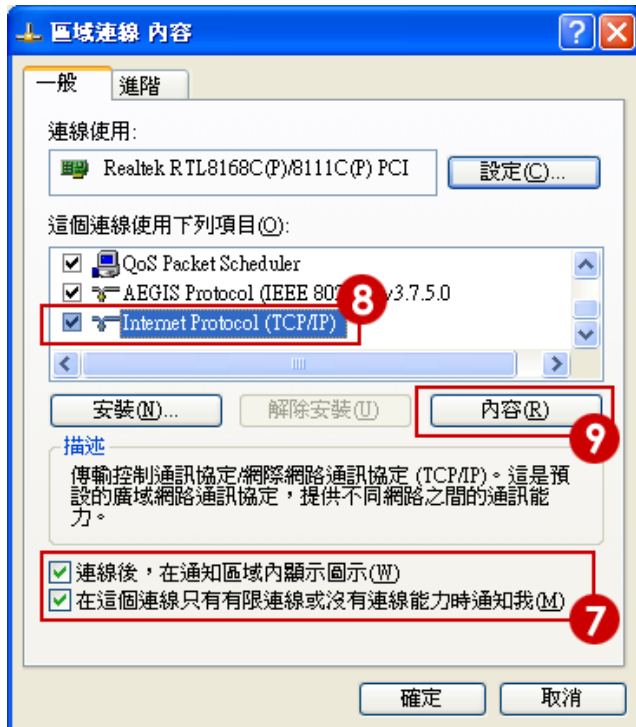 區域連線 內容
一般
進階
連線使用:
Realtek RTL8168C(P)/8111C(P) PCI
設定(C)...
這個連線使用下列項目(O):
QoS Packet Scheduler
AEGIS Protocol (IEEE 802 v3.7.5.0
8
Internet Protocol (TCP/IP)
安裝(N)...
解除安裝(U)
內容(R)
9
描述
傳輸控制通訊協定/網際網路通訊協定 (TCP/IP)。這是預
設的廣域網路通訊協定,提供不同網路之間的通訊能
力。
連線後,在通知區域內顯示圖示(W)
在這個連線只有有限連線或沒有連線能力時通知我(M)
7
確定
取消